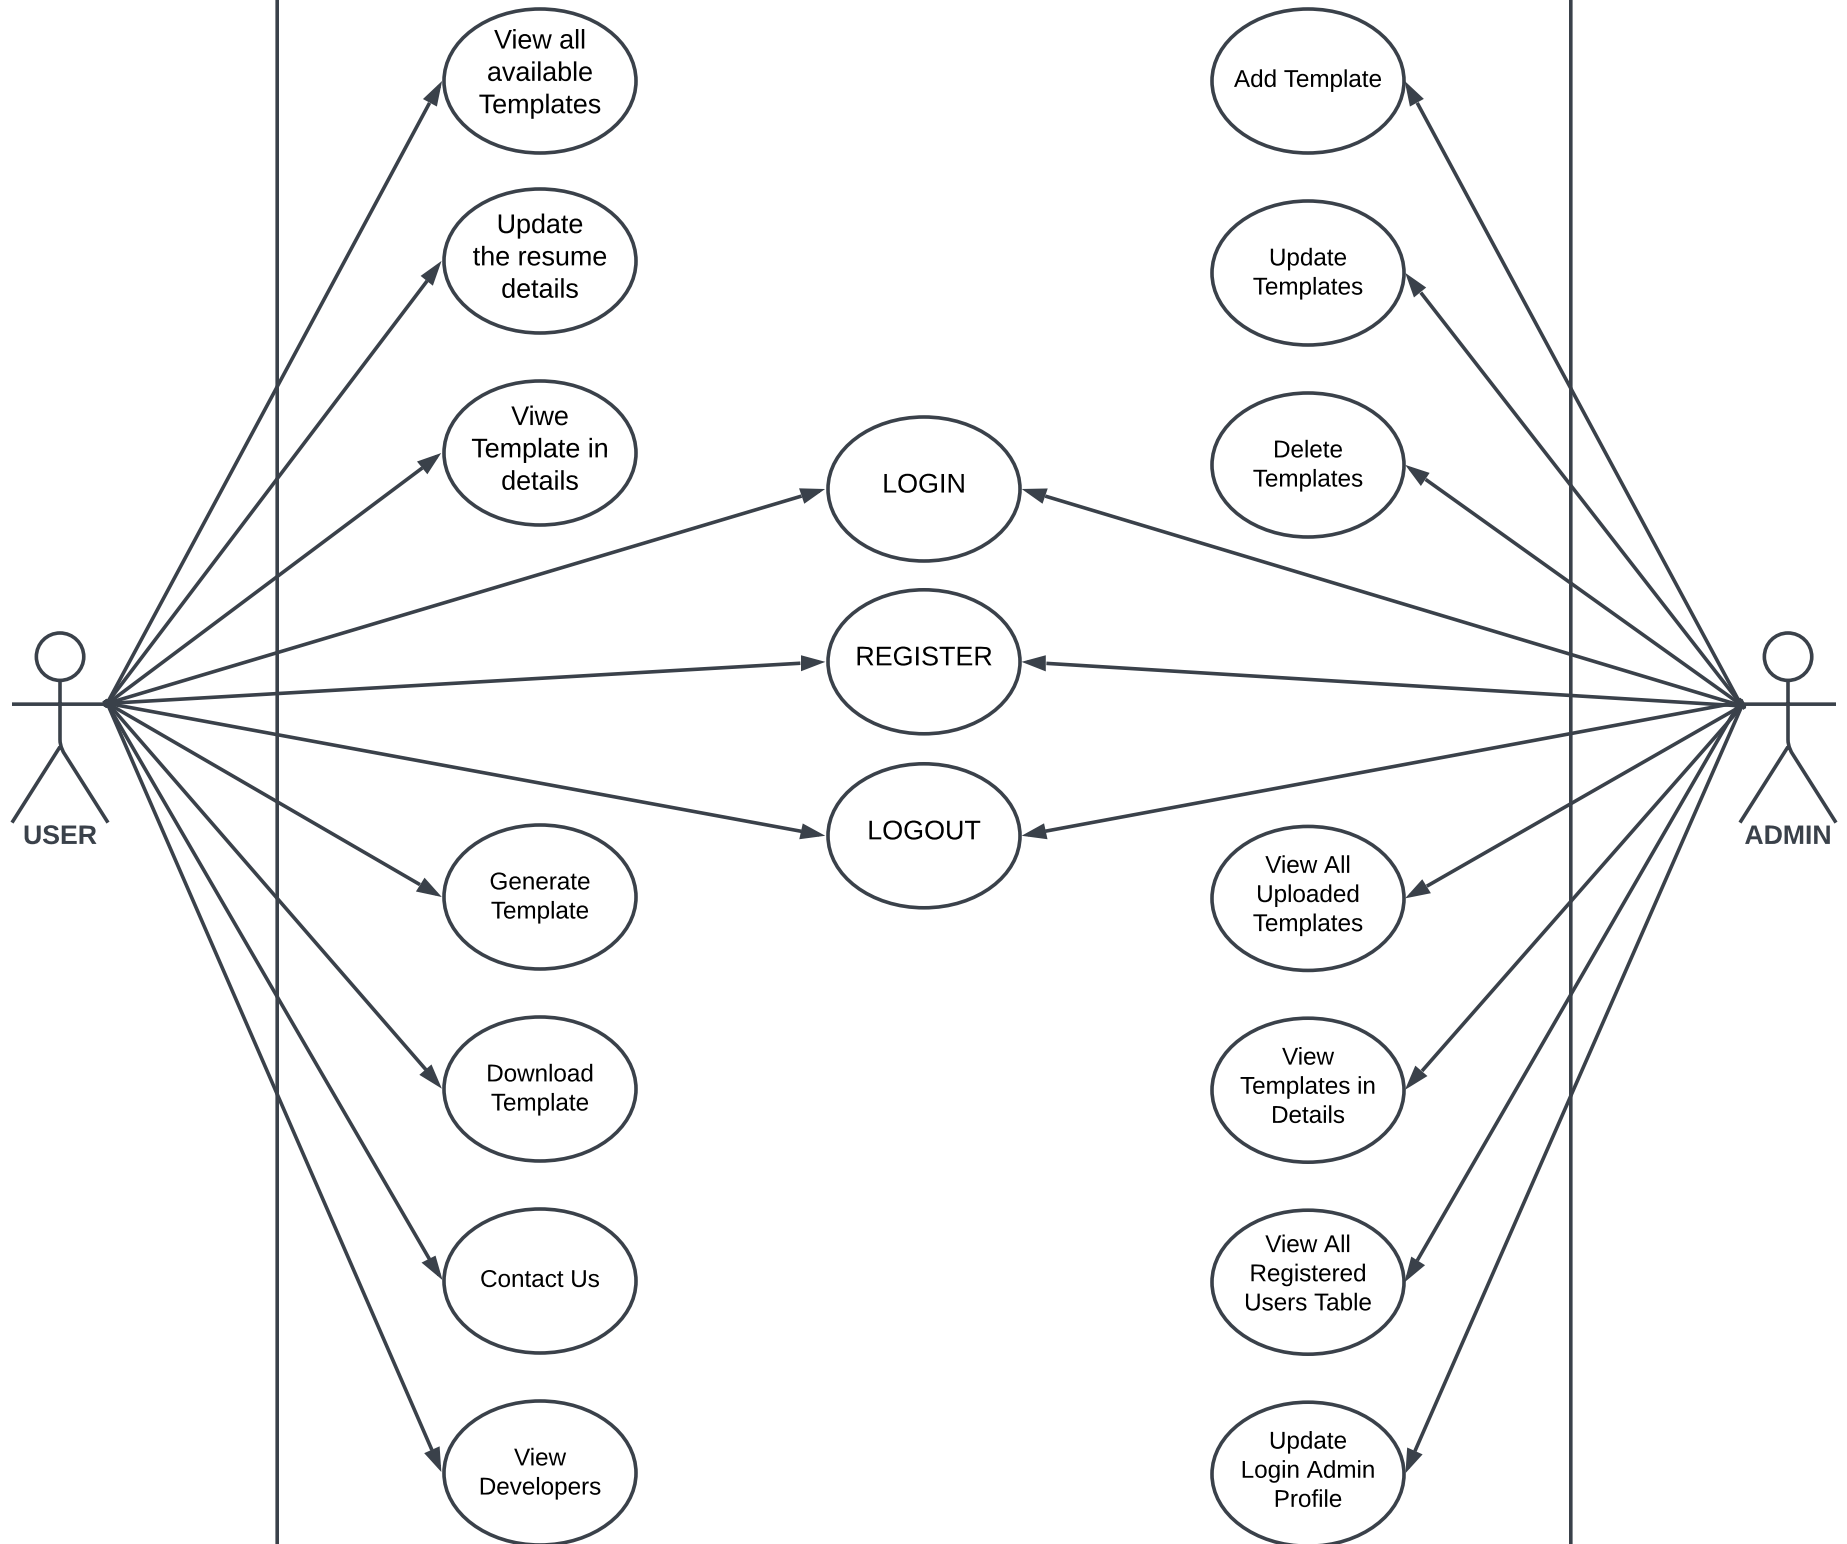 View all
available
Templates
Update
the resume
details
Viwe
Template in
details
USER
Generate
Template
Download
Template
Contact Us
View
Developers
LOGIN
REGISTER
LOGOUT
Add Template
Update
Templates
Delete
Templates
ADMIN
View All
Uploaded
Templates
View
Templates in
Details
View All
Registered
Users Table
Update
Login Admin
Profile